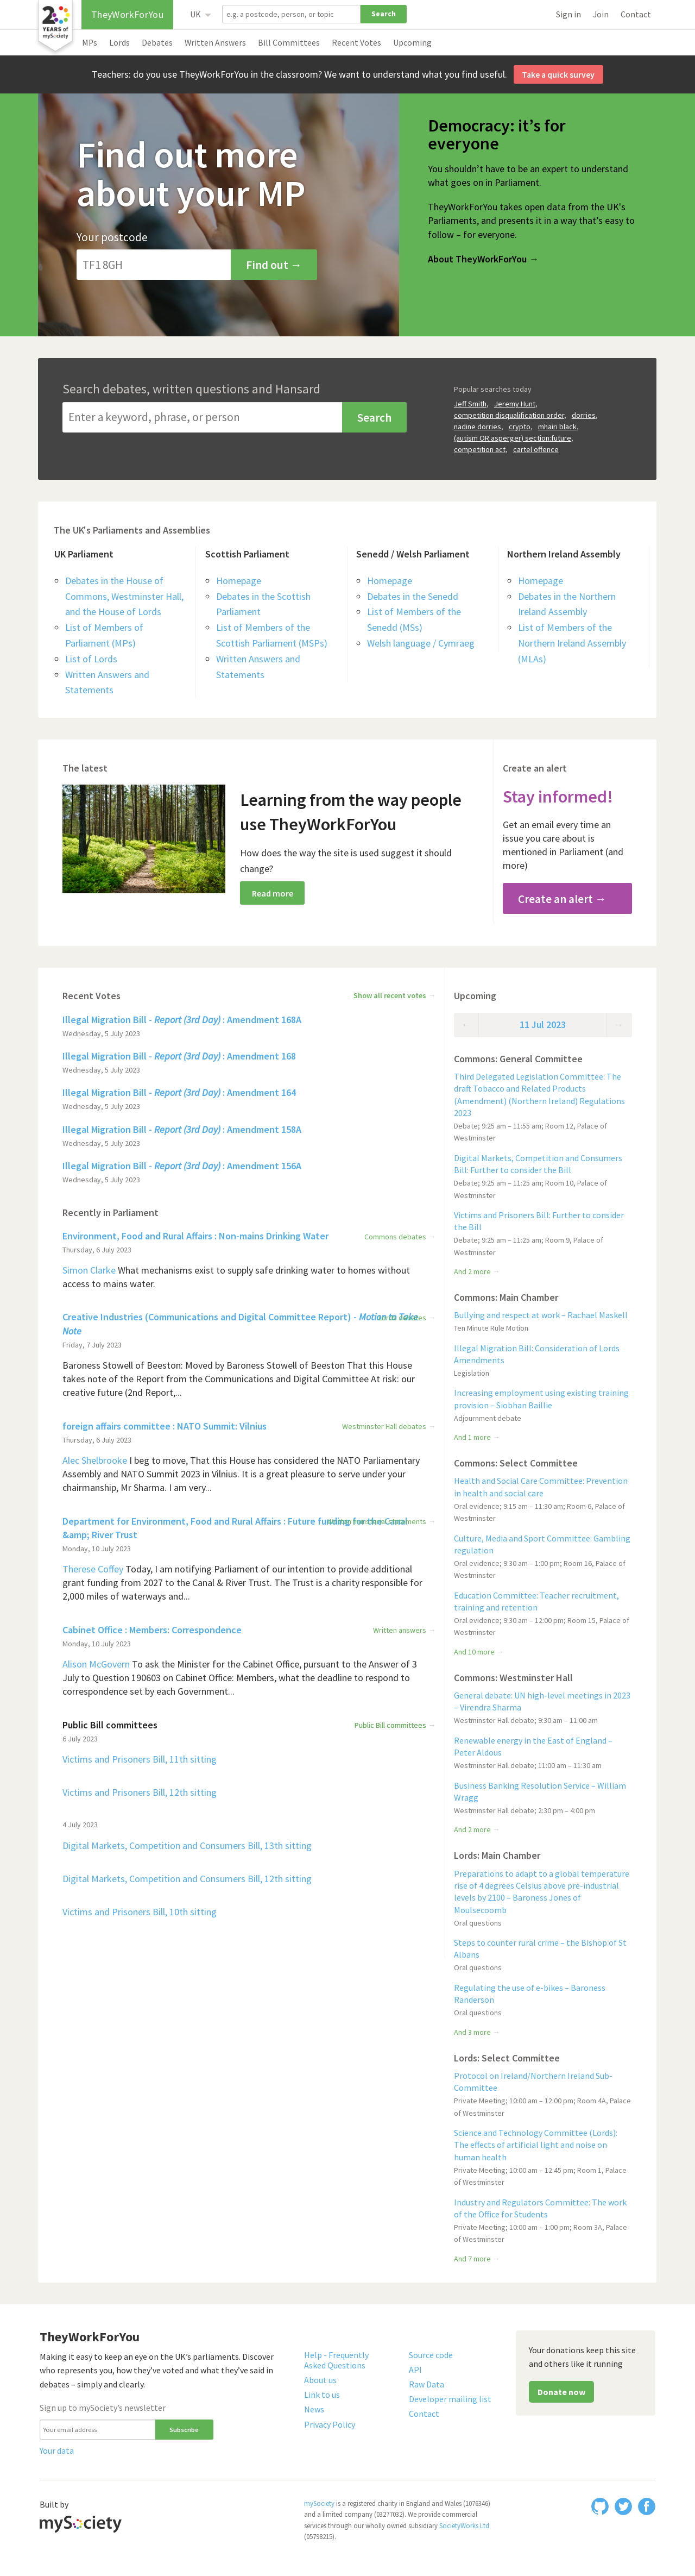 20
YEARS of
mySociety
TheyWorkForYou
UK
e.g. a postcode, person, or topic
Search
Sign in
Join
Contact
MPs
Lords
Debates
Written Answers
Bill Committees
Recent Votes
Upcoming
Teachers: do you use TheyWorkForYou in the classroom? We want to understand what you find useful.
Take a quick survey
Find out more
about your MP
Your postcode
TF1 8GH
Find out →
Democracy: it’s for
everyone
You shouldn’t have to be an expert to understand
what goes on in Parliament.
TheyWorkForYou takes open data from the UK’s
Parliaments, and presents it in a way that’s easy to
follow – for everyone.
About TheyWorkForYou →
Search debates, written questions and Hansard
Enter a keyword, phrase, or person
Search
Popular searches today
Jeff Smith, Jeremy Hunt,
competition disqualification order, dorries,
nadine dorries, crypto, mhairi black,
(autism OR asperger) section:future,
competition act, cartel offence
The UK's Parliaments and Assemblies
UK Parliament
Debates in the House of
Commons, Westminster Hall,
and the House of Lords
List of Members of
Parliament (MPs)
List of Lords
Written Answers and
Statements
Scottish Parliament
Homepage
Debates in the Scottish
Parliament
List of Members of the
Scottish Parliament (MSPs)
Written Answers and
Statements
Senedd / Welsh Parliament
Homepage
Debates in the Senedd
List of Members of the
Senedd (MSs)
Welsh language / Cymraeg
Northern Ireland Assembly
Homepage
Debates in the Northern
Ireland Assembly
List of Members of the
Northern Ireland Assembly
(MLAs)
The latest
Learning from the way people
use TheyWorkForYou
How does the way the site is used suggest it should
change?
Read more
Create an alert
Stay informed!
Get an email every time an
issue you care about is
mentioned in Parliament (and
more)
Create an alert →
Recent Votes
Show all recent votes →
Illegal Migration Bill - Report (3rd Day) : Amendment 168A
Wednesday, 5 July 2023
Illegal Migration Bill - Report (3rd Day) : Amendment 168
Wednesday, 5 July 2023
Illegal Migration Bill - Report (3rd Day) : Amendment 164
Wednesday, 5 July 2023
Illegal Migration Bill - Report (3rd Day) : Amendment 158A
Wednesday, 5 July 2023
Illegal Migration Bill - Report (3rd Day) : Amendment 156A
Wednesday, 5 July 2023
Recently in Parliament
Environment, Food and Rural Affairs : Non-mains Drinking Water
Commons debates →
Thursday, 6 July 2023
Simon Clarke What mechanisms exist to supply safe drinking water to homes without
access to mains water.
Creative Industries (Communications and Digital Committee Report) - Motion to Take
Note
Friday, 7 July 2023
Baroness Stowell of Beeston: Moved by Baroness Stowell of Beeston That this House
takes note of the Report from the Communications and Digital Committee At risk: our
creative future (2nd Report,...
foreign affairs committee : NATO Summit: Vilnius
Westminster Hall debates →
Thursday, 6 July 2023
Alec Shelbrooke I beg to move, That this House has considered the NATO Parliamentary
Assembly and NATO Summit 2023 in Vilnius. It is a great pleasure to serve under your
chairmanship, Mr Sharma. I am very...
Department for Environment, Food and Rural Affairs : Future funding for the Canal
&amp; River Trust
Monday, 10 July 2023
Therese Coffey Today, I am notifying Parliament of our intention to provide additional
grant funding from 2027 to the Canal & River Trust. The Trust is a charity responsible for
2,000 miles of waterways and...
Cabinet Office : Members: Correspondence
Written answers →
Monday, 10 July 2023
Alison McGovern To ask the Minister for the Cabinet Office, pursuant to the Answer of 3
July to Question 190603 on Cabinet Office: Members, what the deadline to respond to
correspondence set by each Government...
Public Bill committees
Public Bill committees →
6 July 2023
Victims and Prisoners Bill, 11th sitting
Victims and Prisoners Bill, 12th sitting
4 July 2023
Digital Markets, Competition and Consumers Bill, 13th sitting
Digital Markets, Competition and Consumers Bill, 12th sitting
Victims and Prisoners Bill, 10th sitting
Upcoming
← 11 Jul 2023 →
Commons: General Committee
Third Delegated Legislation Committee: The
draft Tobacco and Related Products
(Amendment) (Northern Ireland) Regulations
2023
Debate; 9:25 am – 11:55 am; Room 12, Palace of
Westminster
Digital Markets, Competition and Consumers
Bill: Further to consider the Bill
Debate; 9:25 am – 11:25 am; Room 10, Palace of
Westminster
Victims and Prisoners Bill: Further to consider
the Bill
Debate; 9:25 am – 11:25 am; Room 9, Palace of
Westminster
And 2 more →
Commons: Main Chamber
Bullying and respect at work – Rachael Maskell
Ten Minute Rule Motion
Illegal Migration Bill: Consideration of Lords
Amendments
Legislation
Increasing employment using existing training
provision – Siobhan Baillie
Adjournment debate
And 1 more →
Commons: Select Committee
Health and Social Care Committee: Prevention
in health and social care
Oral evidence; 9:15 am – 11:30 am; Room 6, Palace of
Westminster
Culture, Media and Sport Committee: Gambling
regulation
Oral evidence; 9:30 am – 1:00 pm; Room 16, Palace of
Westminster
Education Committee: Teacher recruitment,
training and retention
Oral evidence; 9:30 am – 12:00 pm; Room 15, Palace of
Westminster
And 10 more →
Commons: Westminster Hall
General debate: UN high-level meetings in 2023
– Virendra Sharma
Westminster Hall debate; 9:30 am – 11:00 am
Renewable energy in the East of England –
Peter Aldous
Westminster Hall debate; 11:00 am – 11:30 am
Business Banking Resolution Service – William
Wragg
Westminster Hall debate; 2:30 pm – 4:00 pm
And 2 more →
Lords: Main Chamber
Preparations to adapt to a global temperature
rise of 4 degrees Celsius above pre-industrial
levels by 2100 – Baroness Jones of
Moulsecoomb
Oral questions
Steps to counter rural crime – the Bishop of St
Albans
Oral questions
Regulating the use of e-bikes – Baroness
Randerson
Oral questions
And 3 more →
Lords: Select Committee
Protocol on Ireland/Northern Ireland Sub-
Committee
Private Meeting; 10:00 am – 12:00 pm; Room 4A, Palace
of Westminster
Science and Technology Committee (Lords):
The effects of artificial light and noise on
human health
Private Meeting; 10:00 am – 12:45 pm; Room 1, Palace
of Westminster
Industry and Regulators Committee: The work
of the Office for Students
Private Meeting; 10:00 am – 1:00 pm; Room 3A, Palace
of Westminster
And 7 more →
TheyWorkForYou
Making it easy to keep an eye on the UK’s parliaments. Discover
who represents you, how they’ve voted and what they’ve said in
debates – simply and clearly.
Sign up to mySociety’s newsletter
Your email address
Subscribe
Your data
Help - Frequently
Asked Questions
About us
Link to us
News
Privacy Policy
Source code
API
Raw Data
Developer mailing list
Contact
Your donations keep this site
and others like it running
Donate now
Built by
mySociety
mySociety is a registered charity in England and Wales (1076346)
and a limited company (03277032). We provide commercial
services through our wholly owned subsidiary SocietyWorks Ltd
(05798215).